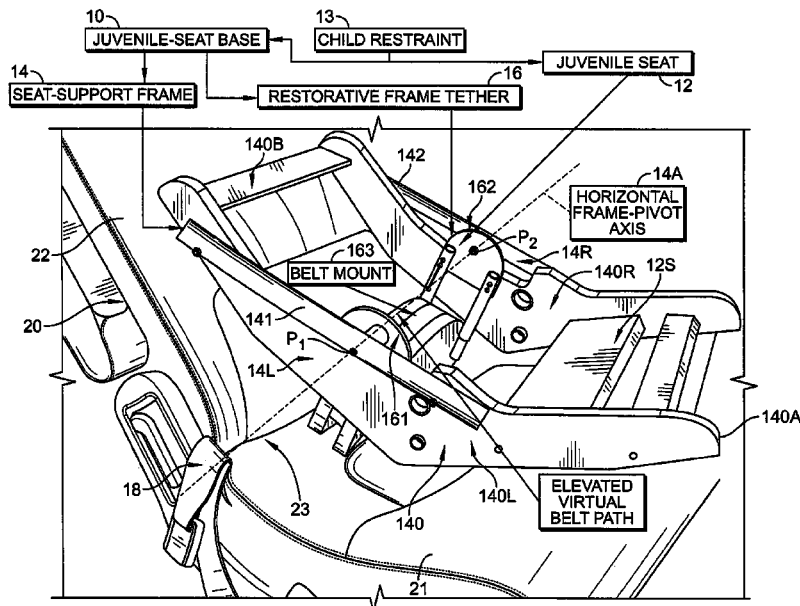 10
JUVENILE-SEAT BASE
13
CHILD RESTRAINT
JUVENILE SEAT
12
14
SEAT-SUPPORT FRAME
16
RESTORATIVE FRAME TETHER
140B
142
162
14A
HORIZONTAL
FRAME-PIVOT
AXIS
P2
14R
140R
12S
22
163
BELT MOUNT
20
141
P1
14L
161
140A
18
23
140
140L
ELEVATED
VIRTUAL
BELT PATH
21